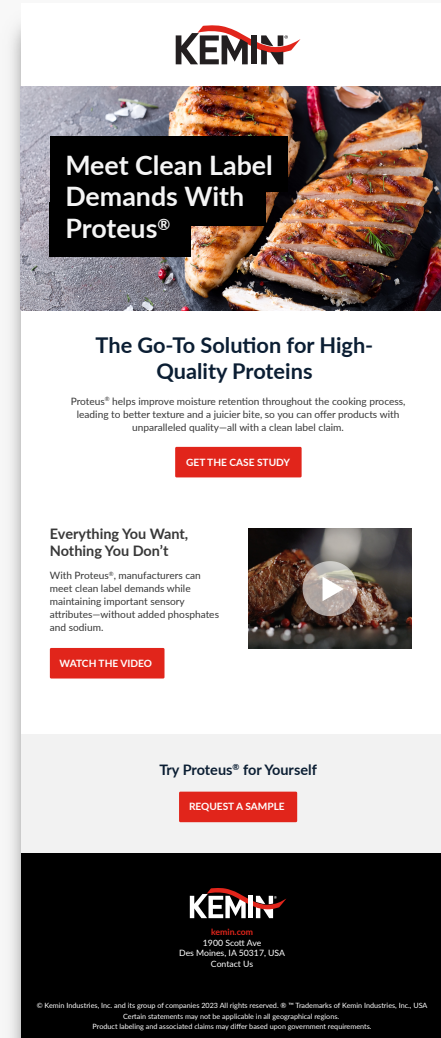 KEMIN®
Meet Clean Label
Demands With
Proteus®
The Go-To Solution for High-
Quality Proteins
Proteus® helps improve moisture retention throughout the cooking process,
leading to better texture and a juicier bite, so you can offer products with
unparalleled quality—all with a clean label claim.
GET THE CASE STUDY
Everything You Want,
Nothing You Don't
With Proteus®, manufacturers can
meet clean label demands while
maintaining important sensory
attributes—without added phosphates
and sodium.
WATCH THE VIDEO
Try Proteus® for Yourself
REQUEST A SAMPLE
KEMIN®
kemin.com
1900 Scott Ave
Des Moines, IA 50317, USA
Contact Us
© Kemin Industries, Inc. and its group of companies 2023 All rights reserved. ® ™ Trademarks of Kemin Industries, Inc., USA
Certain statements may not be applicable in all geographical regions.
Product labeling and associated claims may differ based upon government requirements.